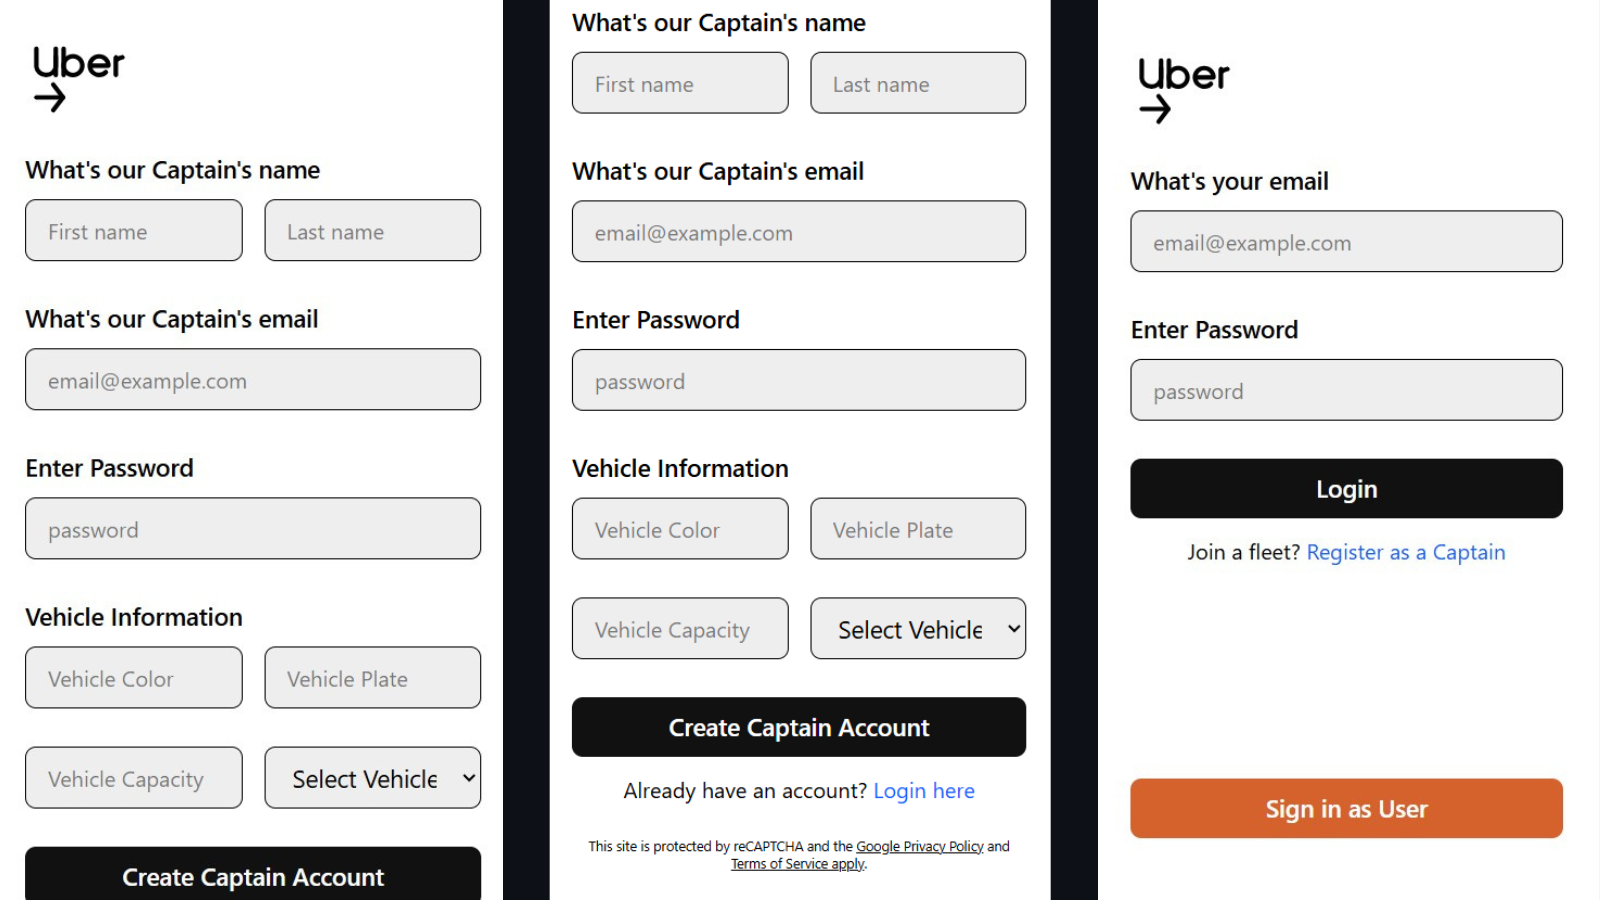 Uber
What's our Captain's name
First name
Last name
What's our Captain's email
email@example.com
Enter Password
password
Vehicle Information
Vehicle Color
Vehicle Plate
Vehicle Capacity
Select Vehicle
Create Captain Account
What's our Captain's name
First name
Last name
What's our Captain's email
email@example.com
Enter Password
password
Vehicle Information
Vehicle Color
Vehicle Plate
Vehicle Capacity
Select Vehicle
Create Captain Account
Already have an account? Login here
This site is protected by reCAPTCHA and the Google Privacy Policy and
Terms of Service apply.
Uber
What's your email
email@example.com
Enter Password
password
Login
Join a fleet? Register as a Captain
Sign in as User